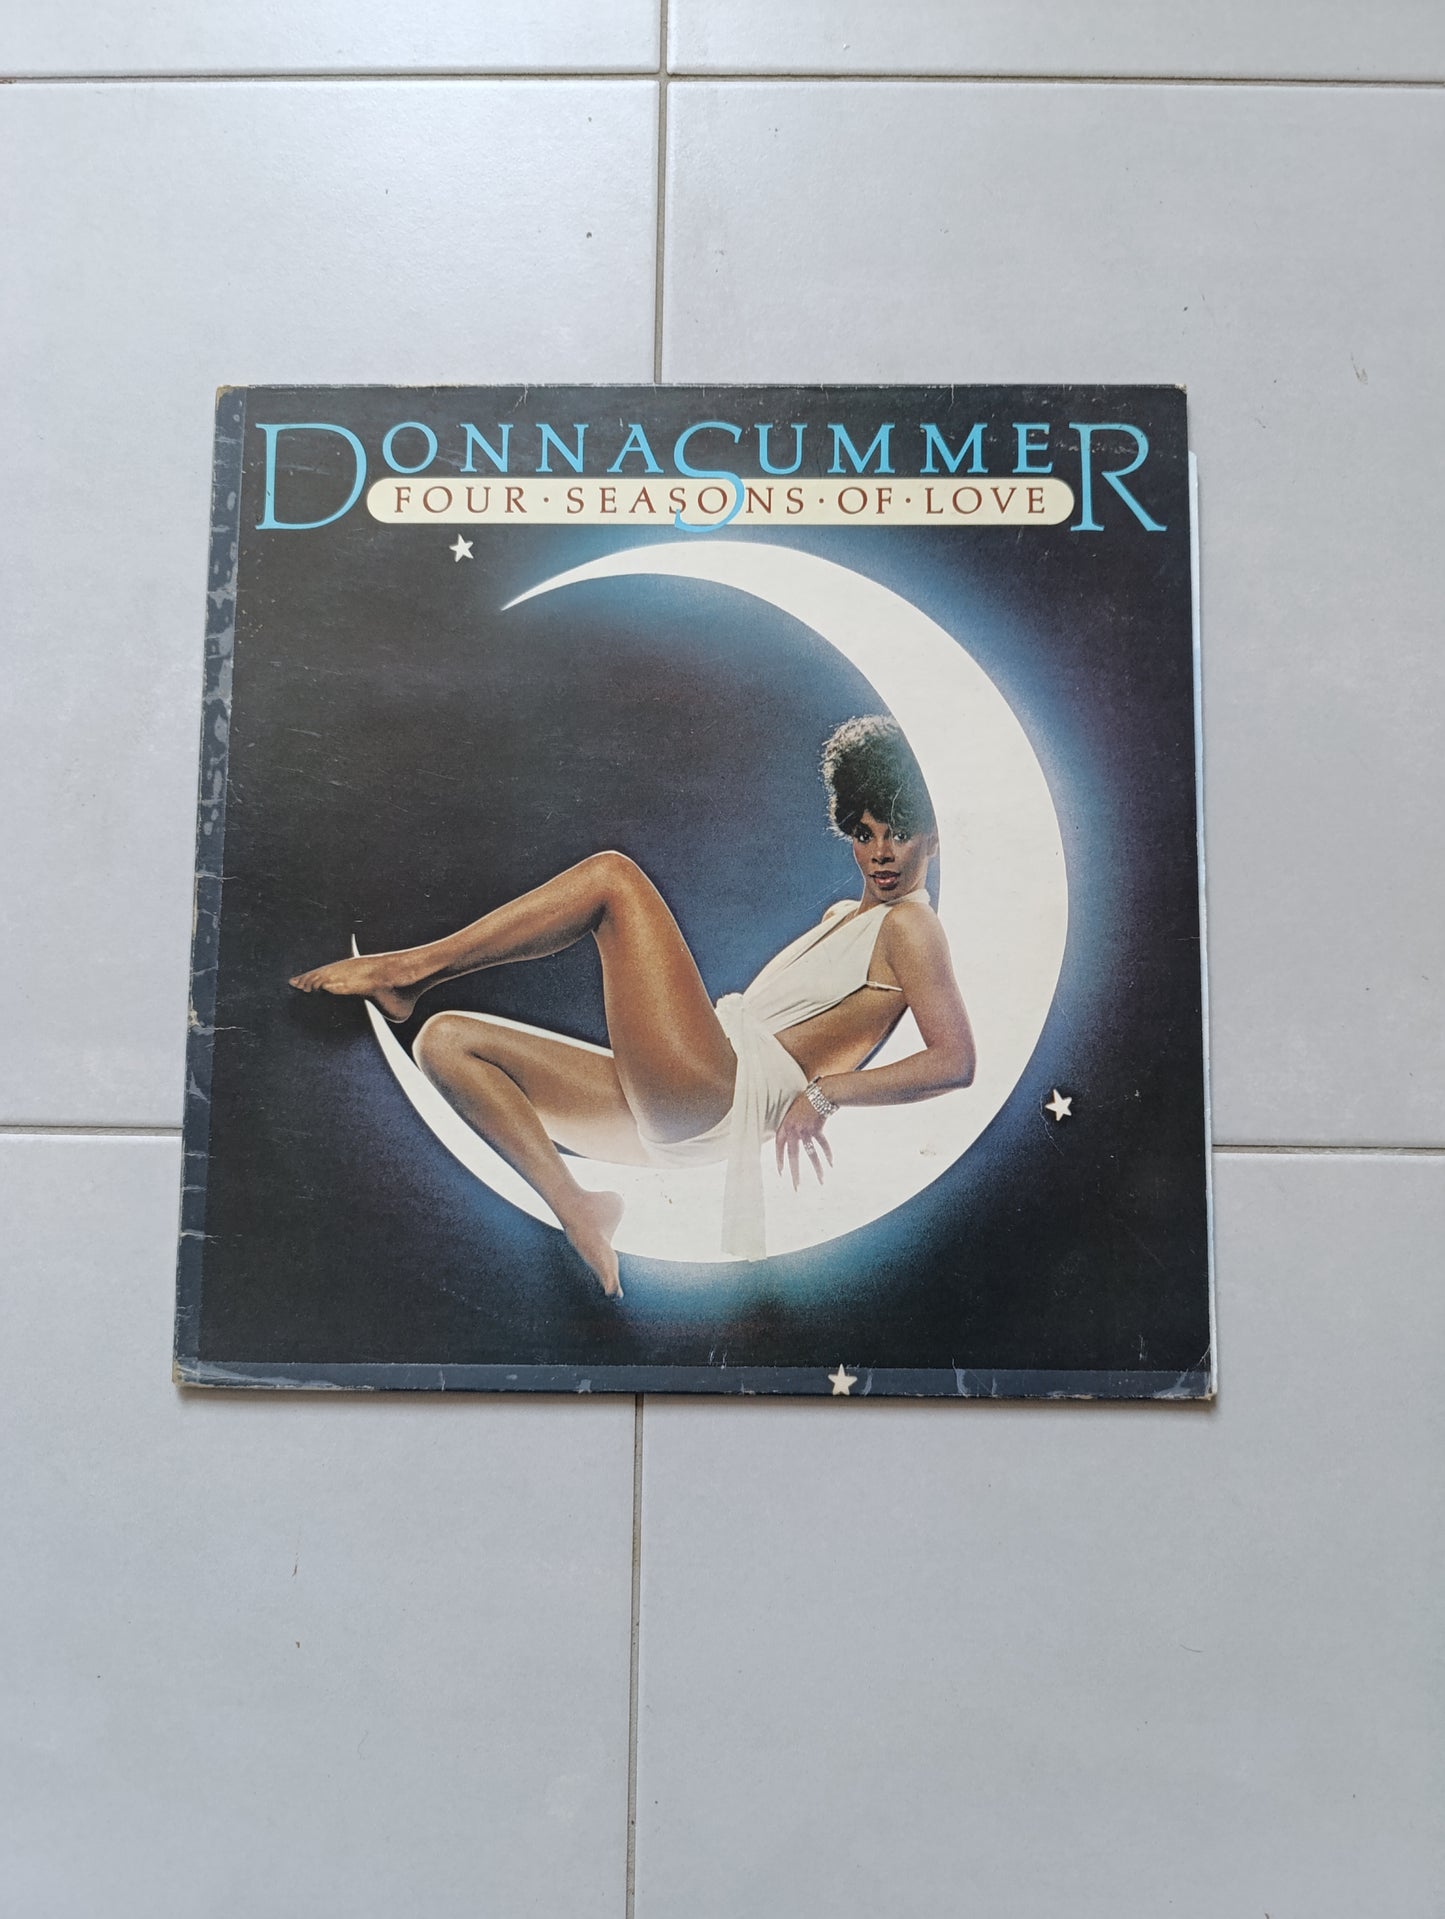 DONNA SUMMER
FOUR · SEASONS · OF · LOVE